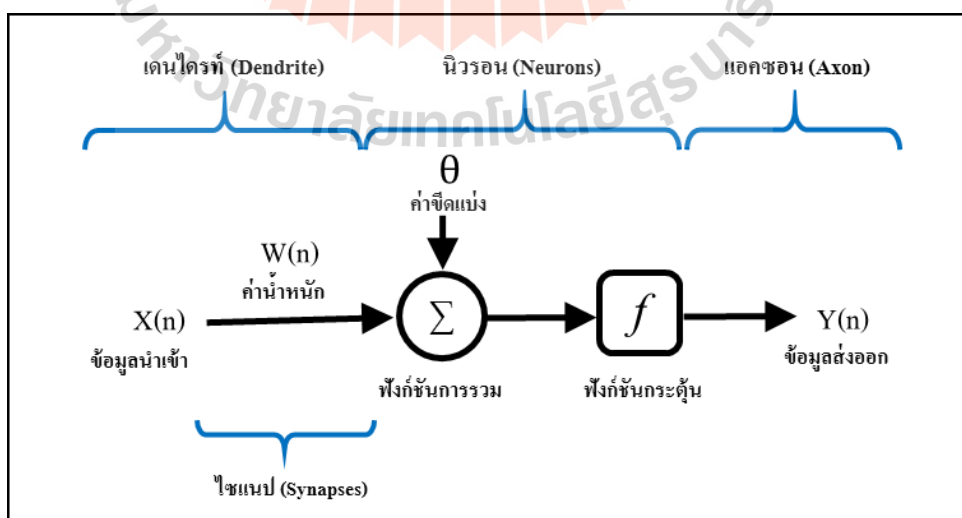 เดนไดรท์ (Dendrite)
นิวรอน (Neurons)
แอคซอน (Axon)
θ
ค่าขีดแบ่ง
W(n)
ค่าน้ำหนัก
X(n)
ข้อมูลนำเข้า
Σ
f
Y(n)
ข้อมูลส่งออก
ฟังก์ชันการรวม
ฟังก์ชันกระตุ้น
ไซแนป (Synapses)